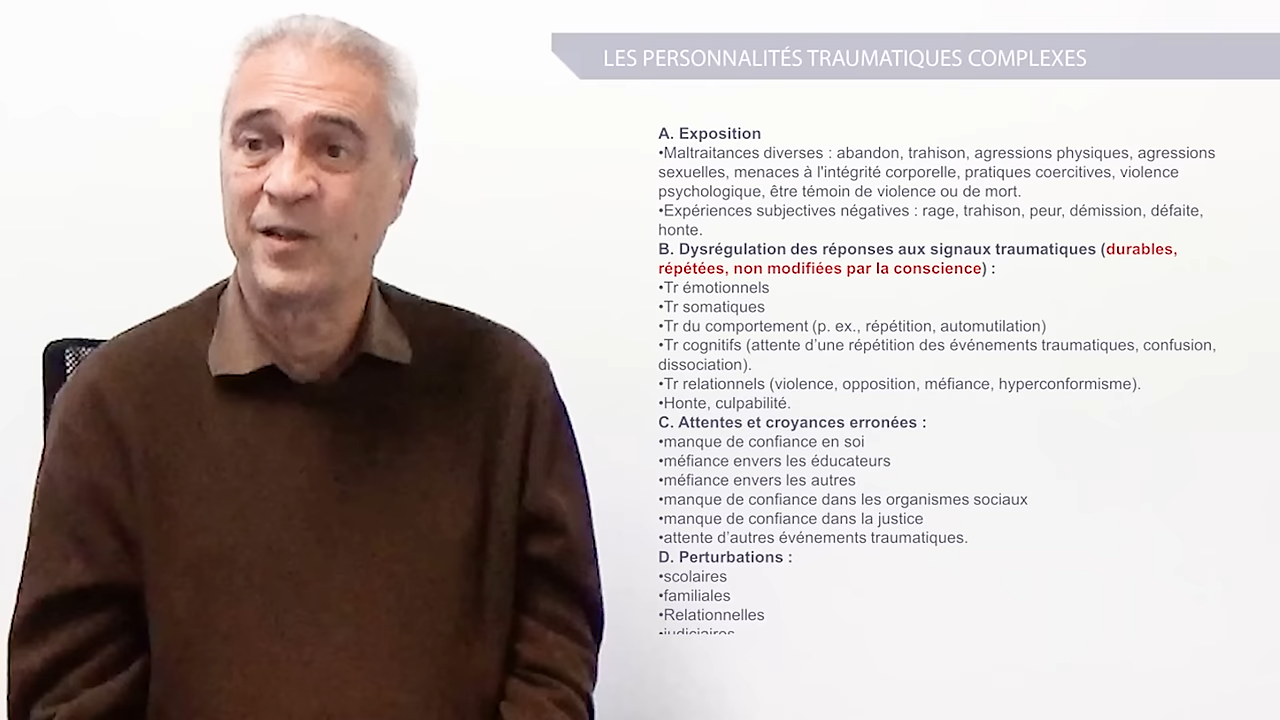 LES PERSONNALITÉS TRAUMATIQUES COMPLEXES
A. Exposition
•Maltraitances diverses : abandon, trahison, agressions physiques, agressions
sexuelles, menaces à l'intégrité corporelle, pratiques coercitives, violence
psychologique, être témoin de violence ou de mort.
•Expériences subjectives négatives : rage, trahison, peur, démission, défaite,
honte.
B. Dysrégulation des réponses aux signaux traumatiques (durables,
répétées, non modifiées par la conscience) :
•Tr émotionnels
•Tr somatiques
•Tr du comportement (p. ex., répétition, automutilation)
•Tr cognitifs (attente d’une répétition des événements traumatiques, confusion,
dissociation).
•Tr relationnels (violence, opposition, méfiance, hyperconformisme).
•Honte, culpabilité.
C. Attentes et croyances erronées :
•manque de confiance en soi
•méfiance envers les éducateurs
•méfiance envers les autres
•manque de confiance dans les organismes sociaux
•manque de confiance dans la justice
•attente d’autres événements traumatiques.
D. Perturbations :
•scolaires
•familiales
•Relationnelles
•judiciaires